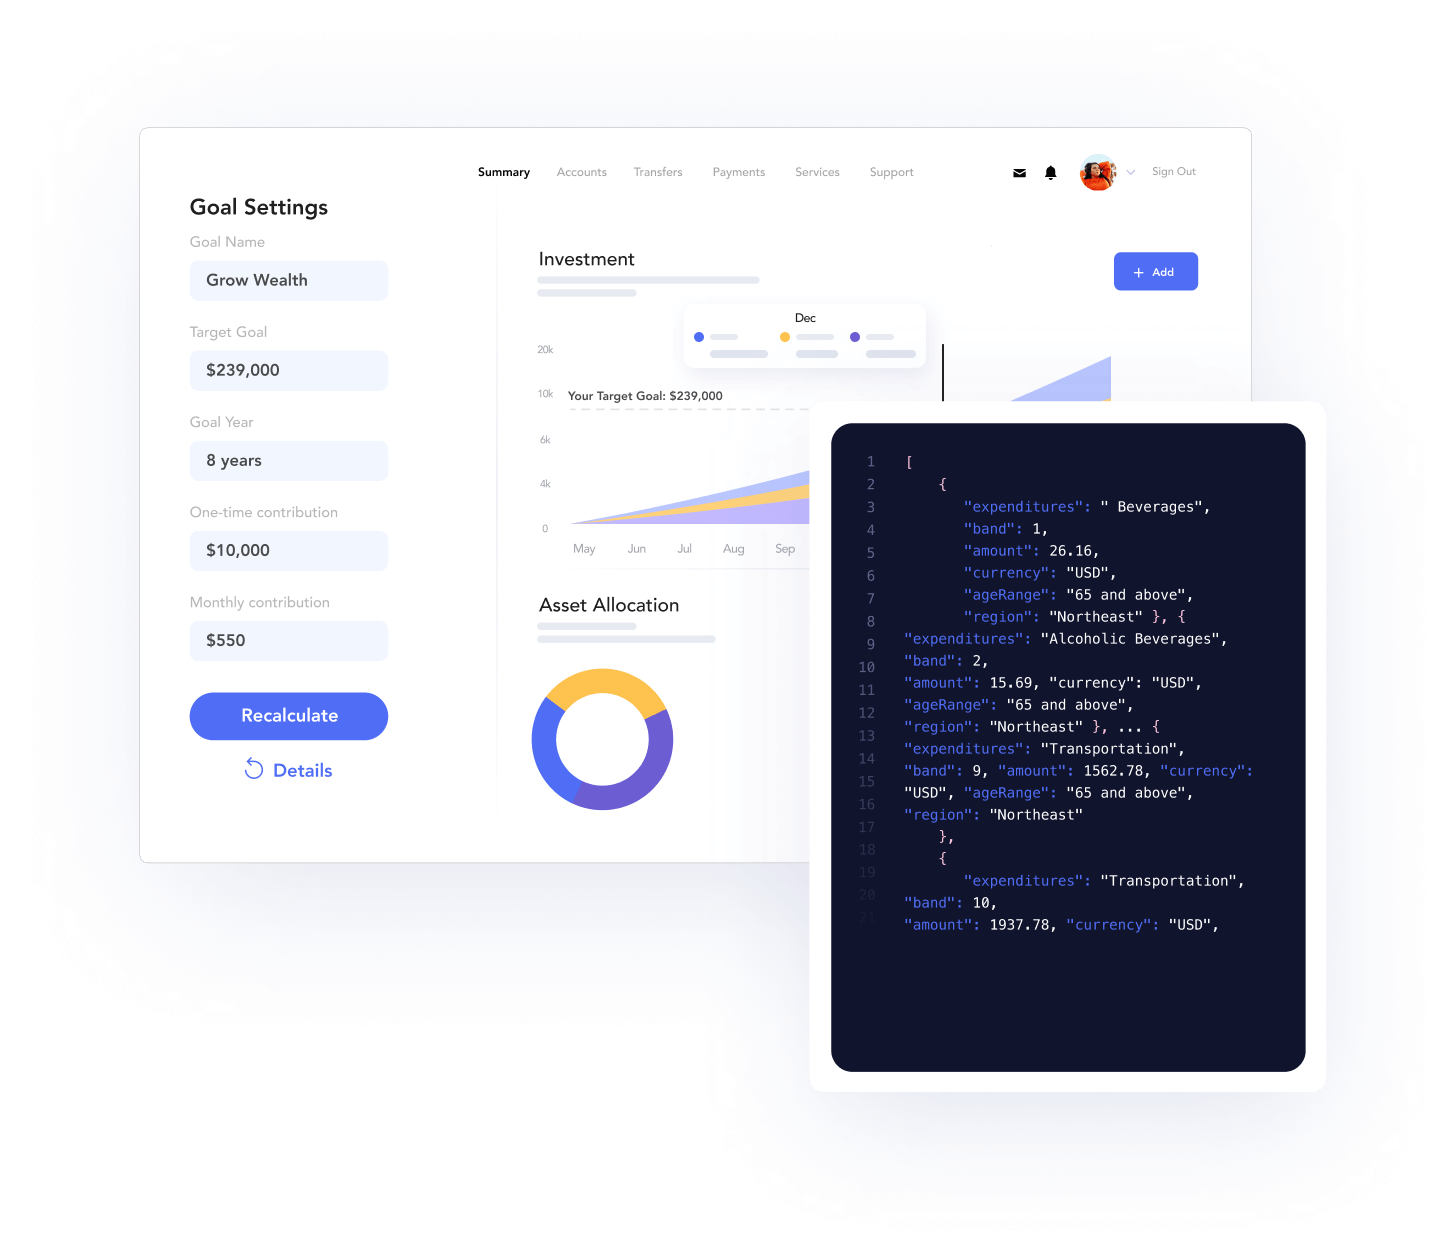 Summary Accounts Transfers Payments Services Support Sign Out
Goal Settings
Goal Name
Grow Wealth
Target Goal
$239,000
Goal Year
8 years
One-time contribution
$10,000
Monthly contribution
$550
Recalculate
Details
Investment
+ Add
Dec
20k
10k
6k
4k
0
Your Target Goal: $239,000
May Jun Jul Aug Sep
Asset Allocation
1
2
3
4
5
6
7
8
9
10
11
12
13
14
15
16
17
18
19
20
21
[
{
"expenditures": " Beverages",
"band": 1,
"amount": 26.16,
"currency": "USD",
"ageRange": "65 and above",
"region": "Northeast" }, {
"expenditures": "Alcoholic Beverages",
"band": 2,
"amount": 15.69, "currency": "USD",
"ageRange": "65 and above",
"region": "Northeast" }, ... {
"expenditures": "Transportation",
"band": 9, "amount": 1562.78, "currency":
"USD", "ageRange": "65 and above",
"region": "Northeast"
},
{
"expenditures": "Transportation",
"band": 10,
"amount": 1937.78, "currency": "USD",